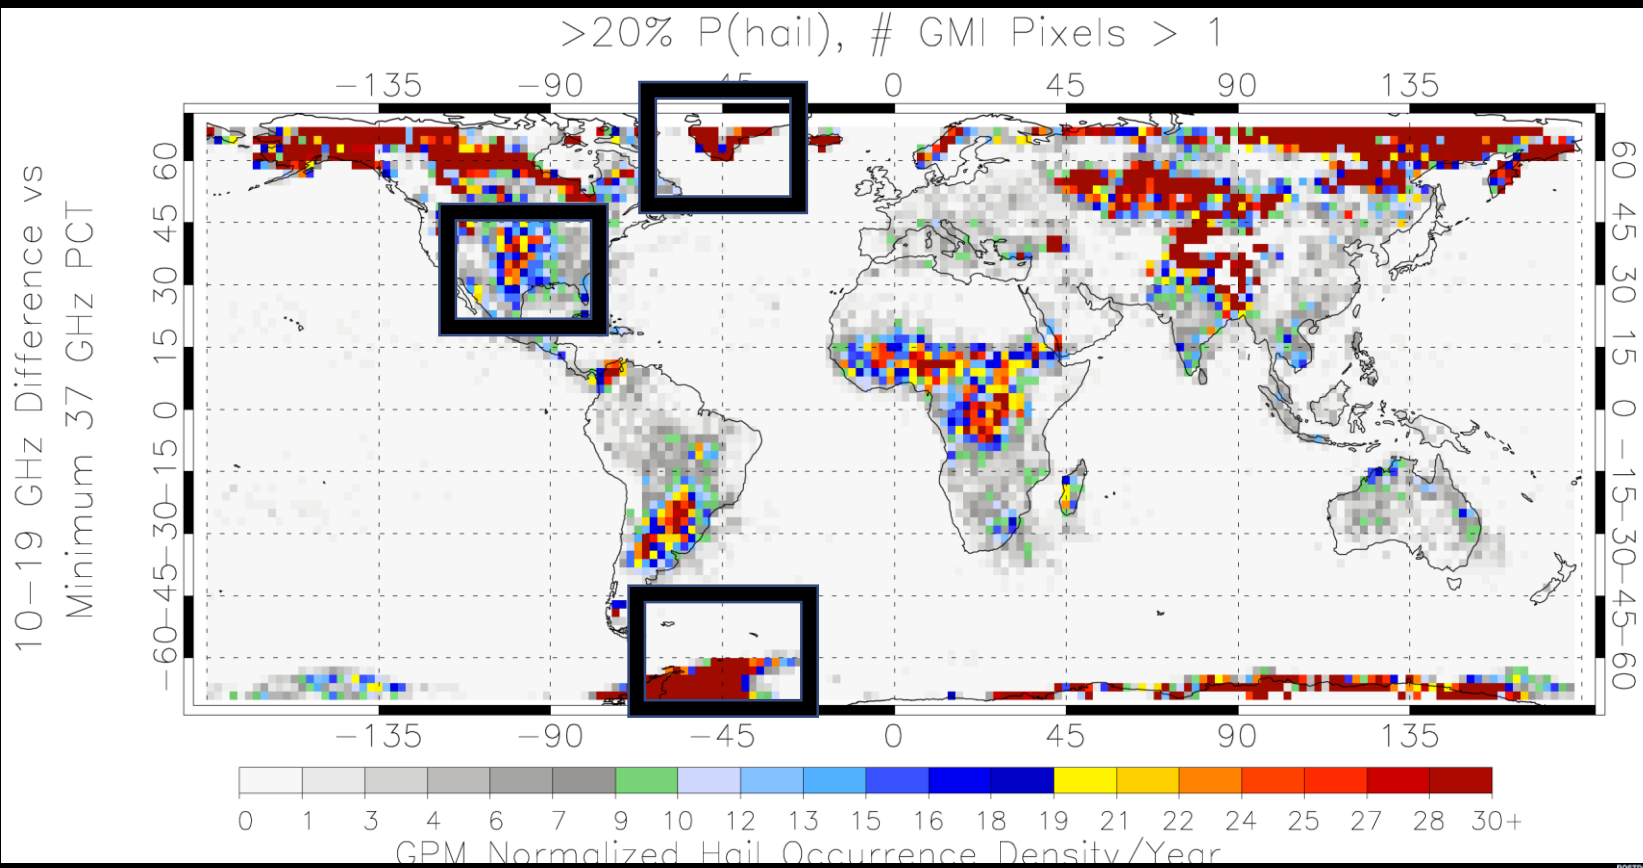 >20% P(hail), # GMI Pixels > 1
10-19 GHz Difference vs
Minimum 37 GHz PCT
-135 -90 45 0 45 90 135
60 60
45 45
30 30
15 15
0 0
-15 -15
-30 -30
-45 -45
-60 -60
-135 -90 -45 0 45 90 135
0 1 3 4 6 7 9 10 12 13 15 16 18 19 21 22 24 25 27 28 30+
GPM Normalized Hail Occurrence Density/Year